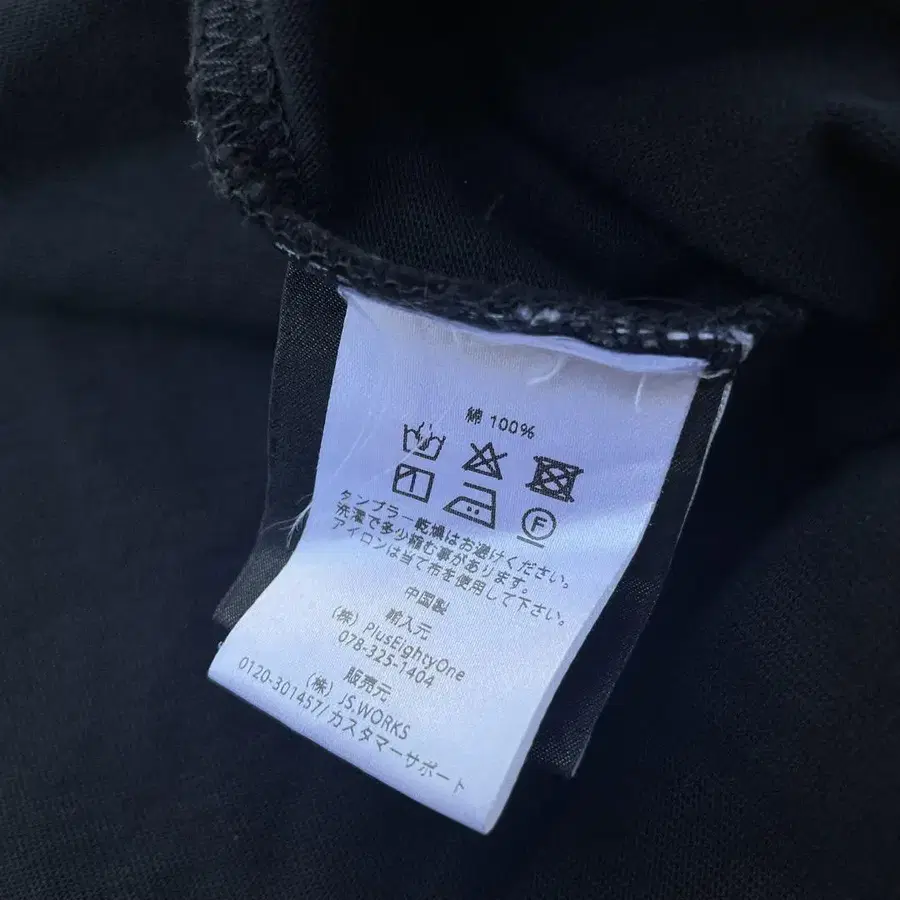 綿 100%
F
タンブラー乾燥はお避けください。
洗濯で多少縮む事があります。
アイロンは当て布を使用して下さい。
中国製
輸入元
(株) PlusEightyOne
078-325-1404
販売元
(株) JS.WORKS
0120-301457/カスタマーサポート